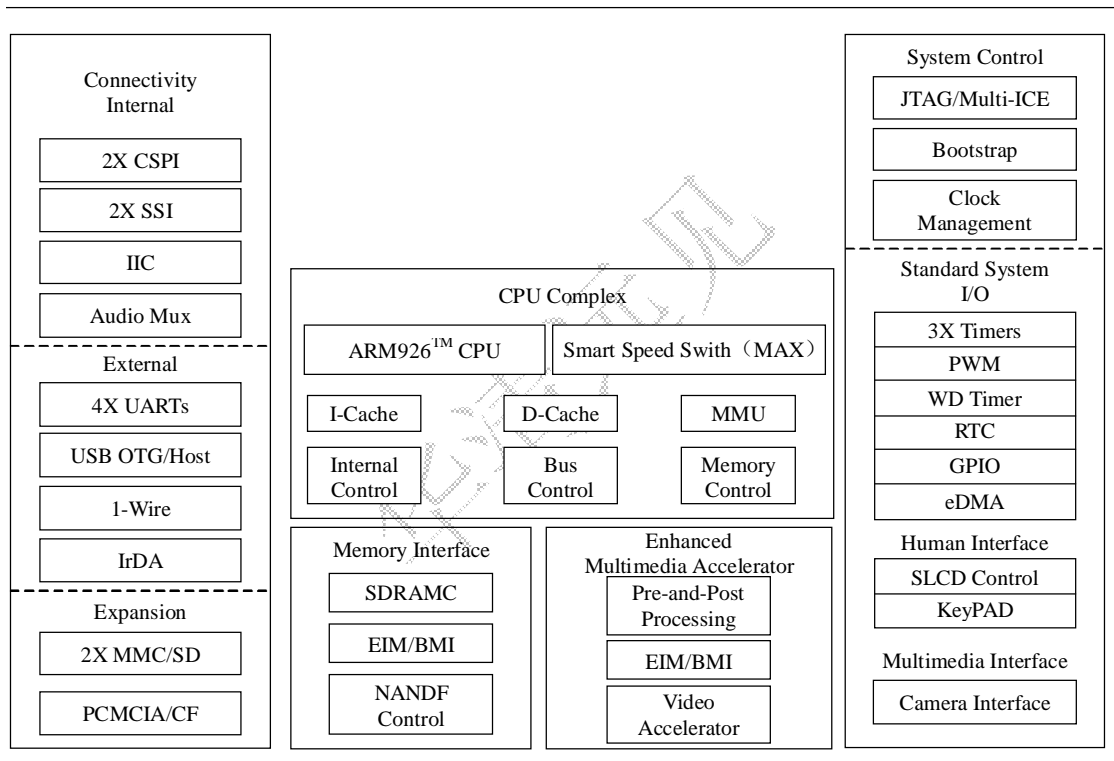 Connectivity
Internal
2X CSPI
2X SSI
IIC
Audio Mux
External
4X UARTs
USB OTG/Host
1-Wire
IrDA
Expansion
2X MMC/SD
PCMCIA/CF
CPU Complex
ARM926TM CPU
Smart Speed Swith（MAX）
I-Cache
D-Cache
MMU
Internal
Control
Bus
Control
Memory
Control
Memory Interface
SDRAMC
EIM/BMI
NANDF
Control
Enhanced
Multimedia Accelerator
Pre-and-Post
Processing
EIM/BMI
Video
Accelerator
System Control
JTAG/Multi-ICE
Bootstrap
Clock
Management
Standard System
I/O
3X Timers
PWM
WD Timer
RTC
GPIO
eDMA
Human Interface
SLCD Control
KeyPAD
Multimedia Interface
Camera Interface